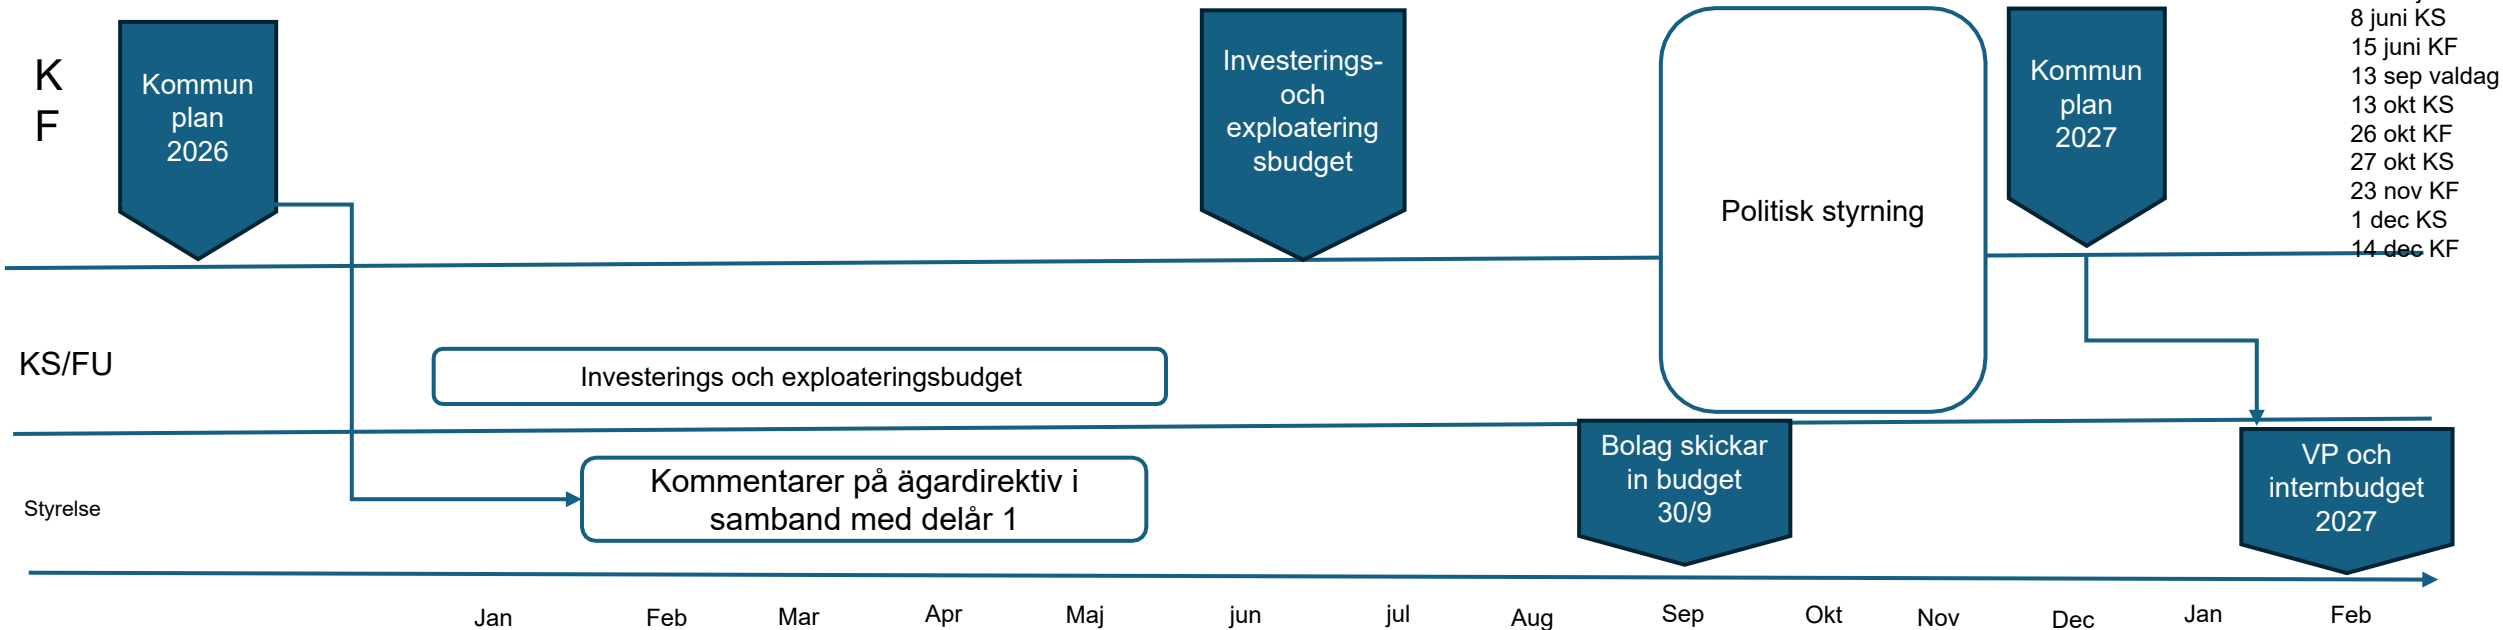 K
F
Kommun
plan
2026
Investerings-
och
exploatering
sbudget
Politisk styrning
Kommun
plan
2027
8 juni KS
15 juni KF
13 sep valdag
13 okt KS
26 okt KF
27 okt KS
23 nov KF
1 dec KS
14 dec KF
KS/FU
Investerings och exploateringsbudget
Styrelse
Kommentarer på ägardirektiv i
samband med delår 1
Bolag skickar
in budget
30/9
VP och
internbudget
2027
Jan
Feb
Mar
Apr
Maj
jun
jul
Aug
Sep
Okt
Nov
Dec
Jan
Feb